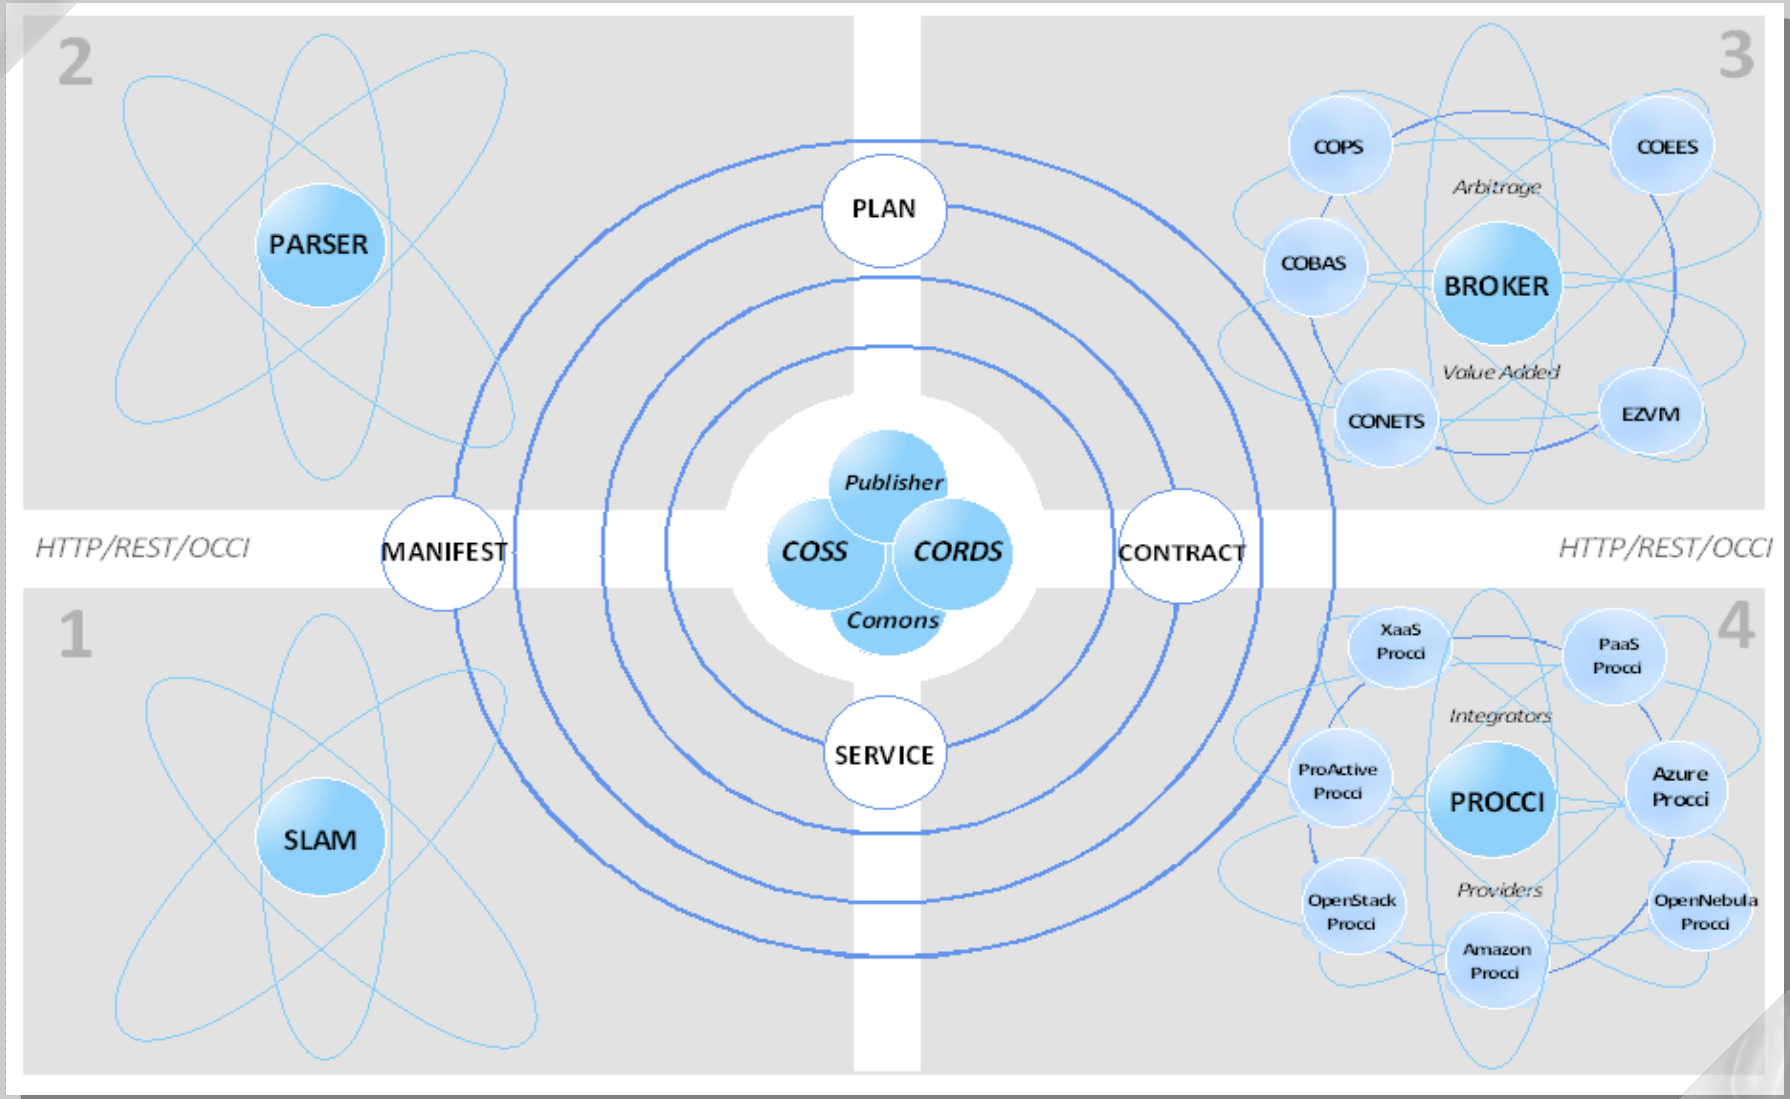 2
3
PARSER
PLAN
COPS
COEES
Arbitrage
COBAS
BROKER
Value Added
CONETS
EZVM
Publisher
COSS
CORDS
Comons
HTTP/REST/OCCI
MANIFEST
CONTRACT
HTTP/REST/OCCI
SERVICE
1
SLAM
4
XaaS
Procci
PaaS
Procci
Integrators
ProActive
Procci
PROCCI
Azure
Procci
Providers
OpenStack
Procci
OpenNebula
Procci
Amazon
Procci